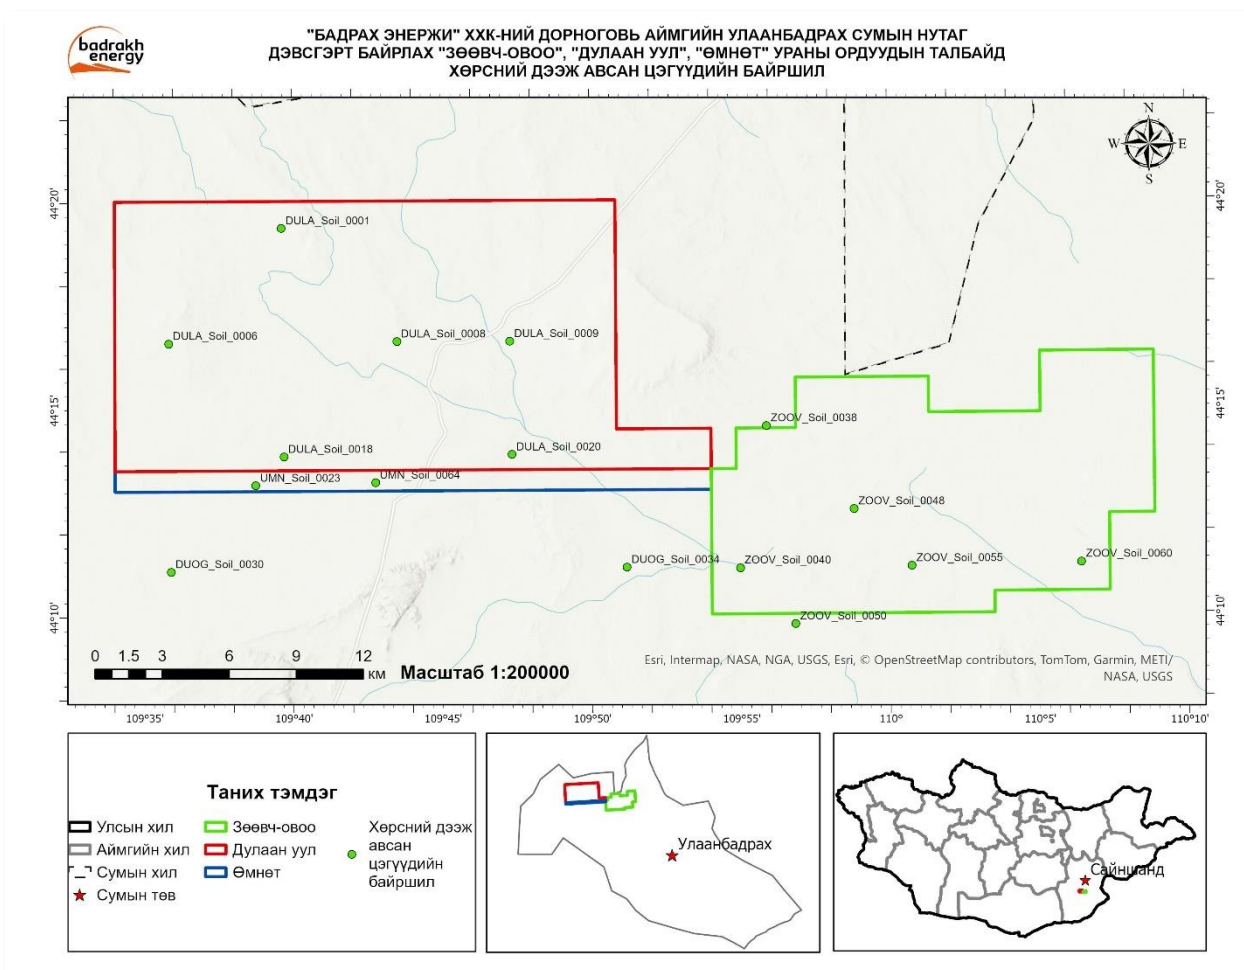 badrakh
energy
"БАДРАХ ЭНЕРЖИ" ХХК-НИЙ ДОРНОГОВЬ АЙМГИЙН УЛААНБАДРАХ СУМЫН НУТАГ
ДЭВСГЭРТ БАЙРЛАХ "ЗӨӨВЧ-ОВОО", "ДУЛААН УУЛ", "ӨМНӨТ" УРАНЫ ОРДУУДЫН ТАЛБАЙД
ХӨРСНИЙ ДЭЭЖ АВСАН ЦЭГҮҮДИЙН БАЙРШИЛ
N
W E
S
44°20' 44°20'
DULA_Soil_0001
DULA_Soil_0006
DULA_Soil_0008
DULA_Soil_0009
44°15' 44°15'
ZOOV_Soil_0038
DULA_Soil_0018
DULA_Soil_0020
UMN_Soil_0023
UMN_Soil_0064
ZOOV_Soil_0048
DUOG_Soil_0030
DUOG_Soil_0034
ZOOV_Soil_0040
ZOOV_Soil_0055
ZOOV_Soil_0060
44°10' 44°10'
ZOOV_Soil_0050
0 1.5 3 6 9 12
КМ
Масштаб 1:200000
Esri, Intermap, NASA, NGA, USGS, Esri, © OpenStreetMap contributors, TomTom, Garmin, METI/
NASA, USGS
109°35' 109°40' 109°45' 109°50' 109°55' 110° 110°5' 110°10'
Таних тэмдэг
Улсын хил
Аймгийн хил
Сумын хил
Сумын төв
Зөөвч-овоо
Дулаан уул
Өмнөт
Хөрсний дээж
авсан
цэгүүдийн
байршил
Улаанбадрах
Сайншанд